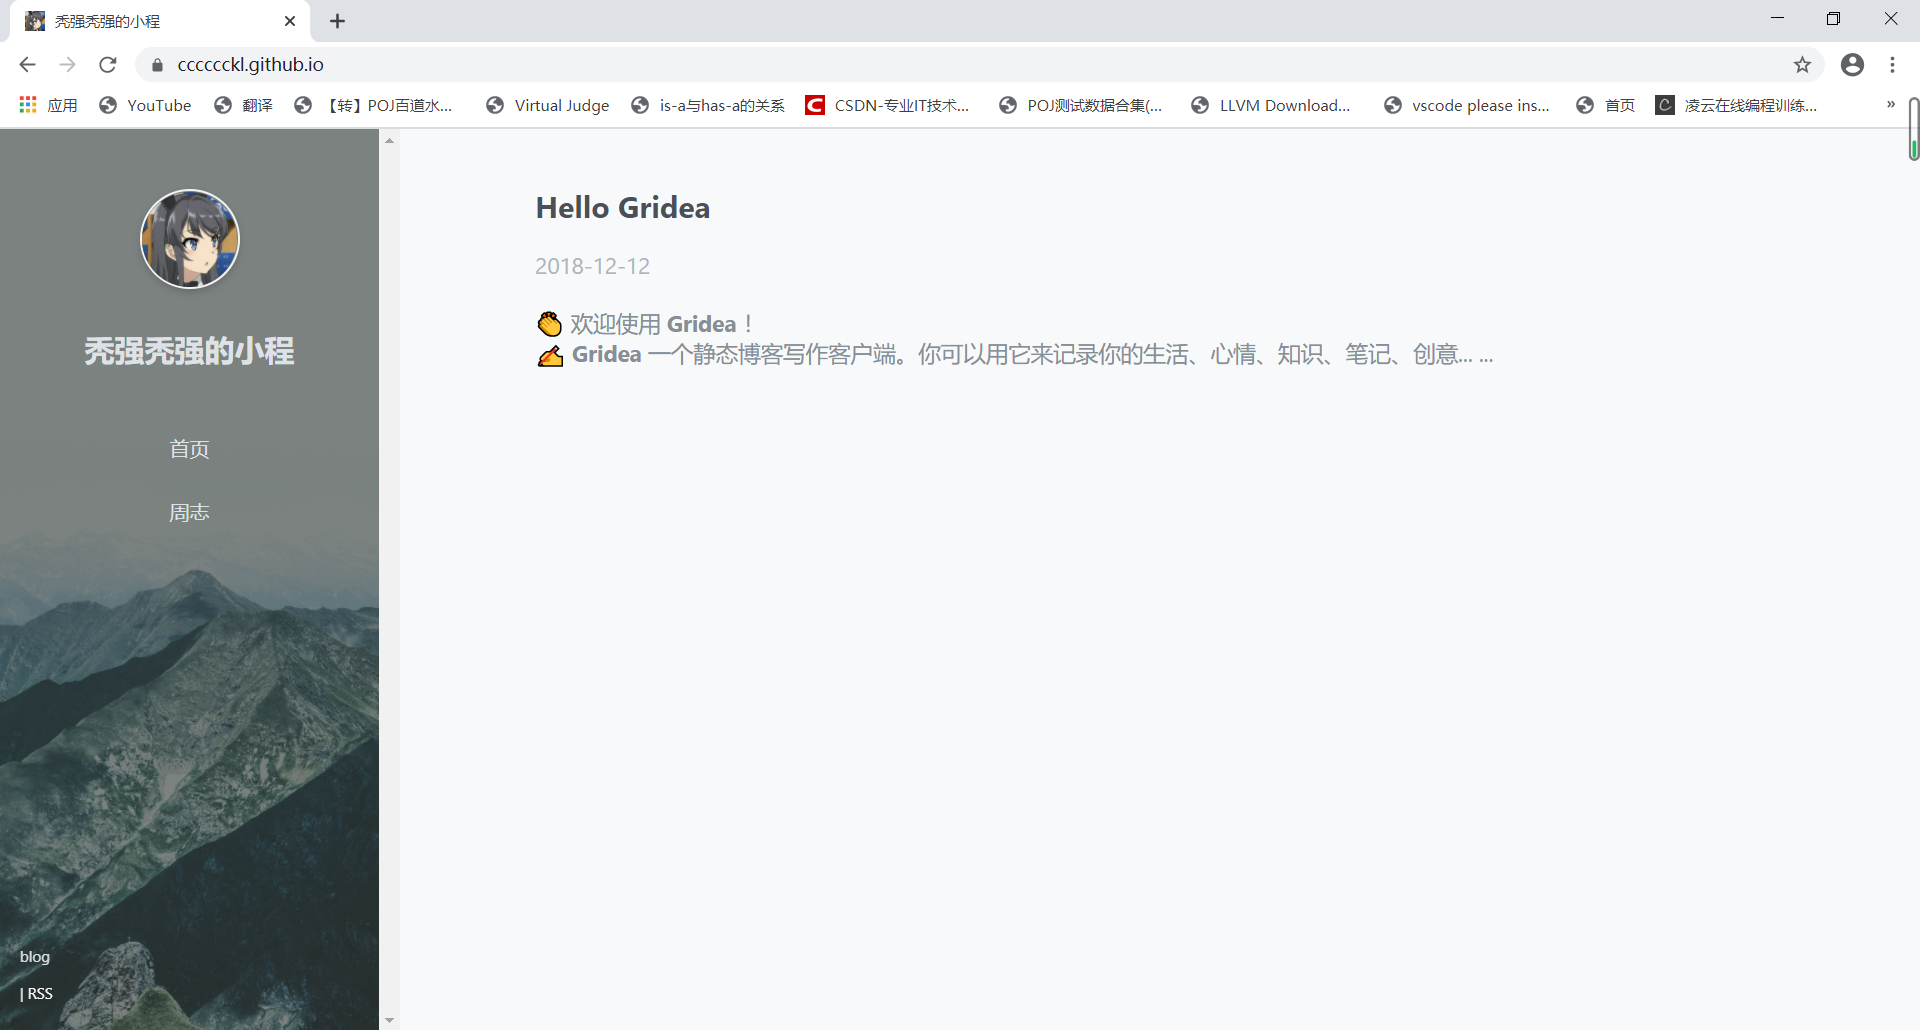 秃强秃强的小程
cccccckl.github.io
应用 YouTube 翻译 【转】POJ百道水... Virtual Judge is-a与has-a的关系 CSDN-专业IT技术... POJ测试数据合集(... LLVM Download... vscode please ins... 首页 凌云在线编程训练... »
秃强秃强的小程
首页
周志
blog
| RSS
Hello Gridea
2018-12-12
👏 欢迎使用 Gridea ！
✍️ Gridea 一个静态博客写作客户端。你可以用它来记录你的生活、心情、知识、笔记、创意... ...